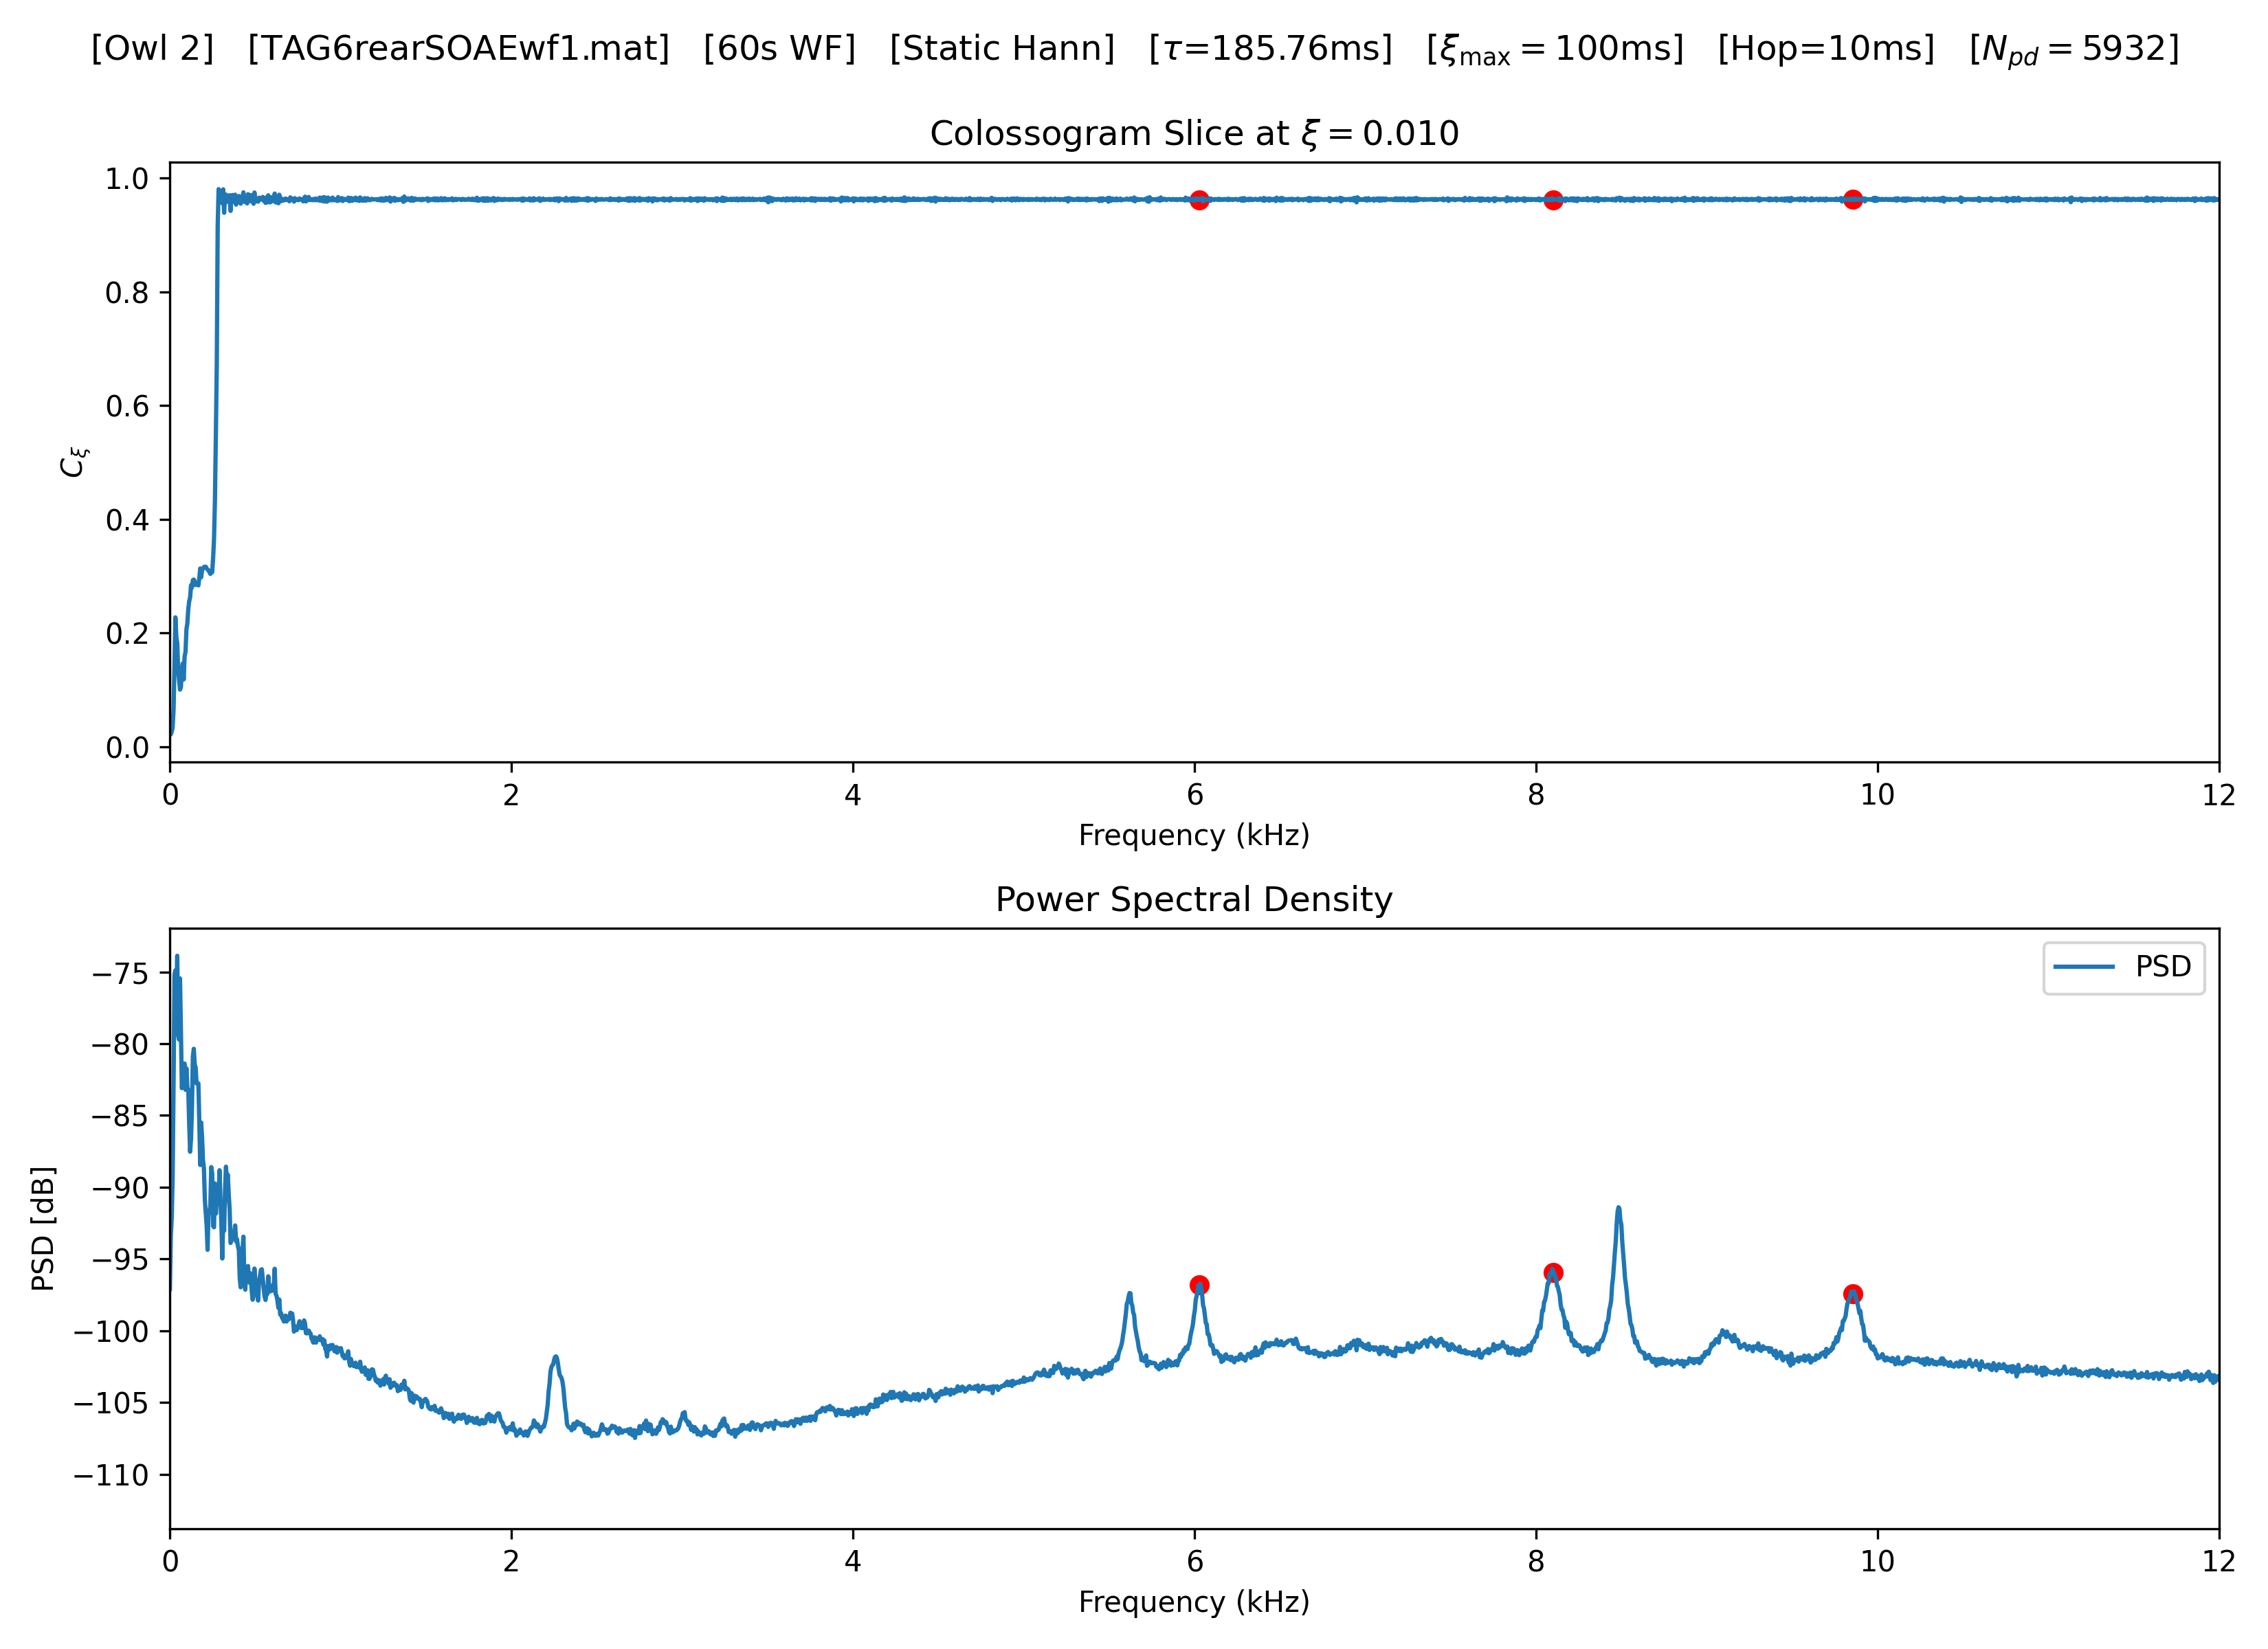 [Owl 2] [TAG6rearSOAEwf1.mat] [60s WF] [Static Hann] [τ=185.76ms] [ξmax = 100ms] [Hop=10ms] [Npd = 5932]
Colossogram Slice at ξ = 0.010
1.0
0.8
0.6
0.4
0.2
0.0
Cξ
0 2 4 6 8 10 12
Frequency (kHz)
Power Spectral Density
PSD
−75
−80
−85
−90
−95
−100
−105
−110
PSD [dB]
0 2 4 6 8 10 12
Frequency (kHz)